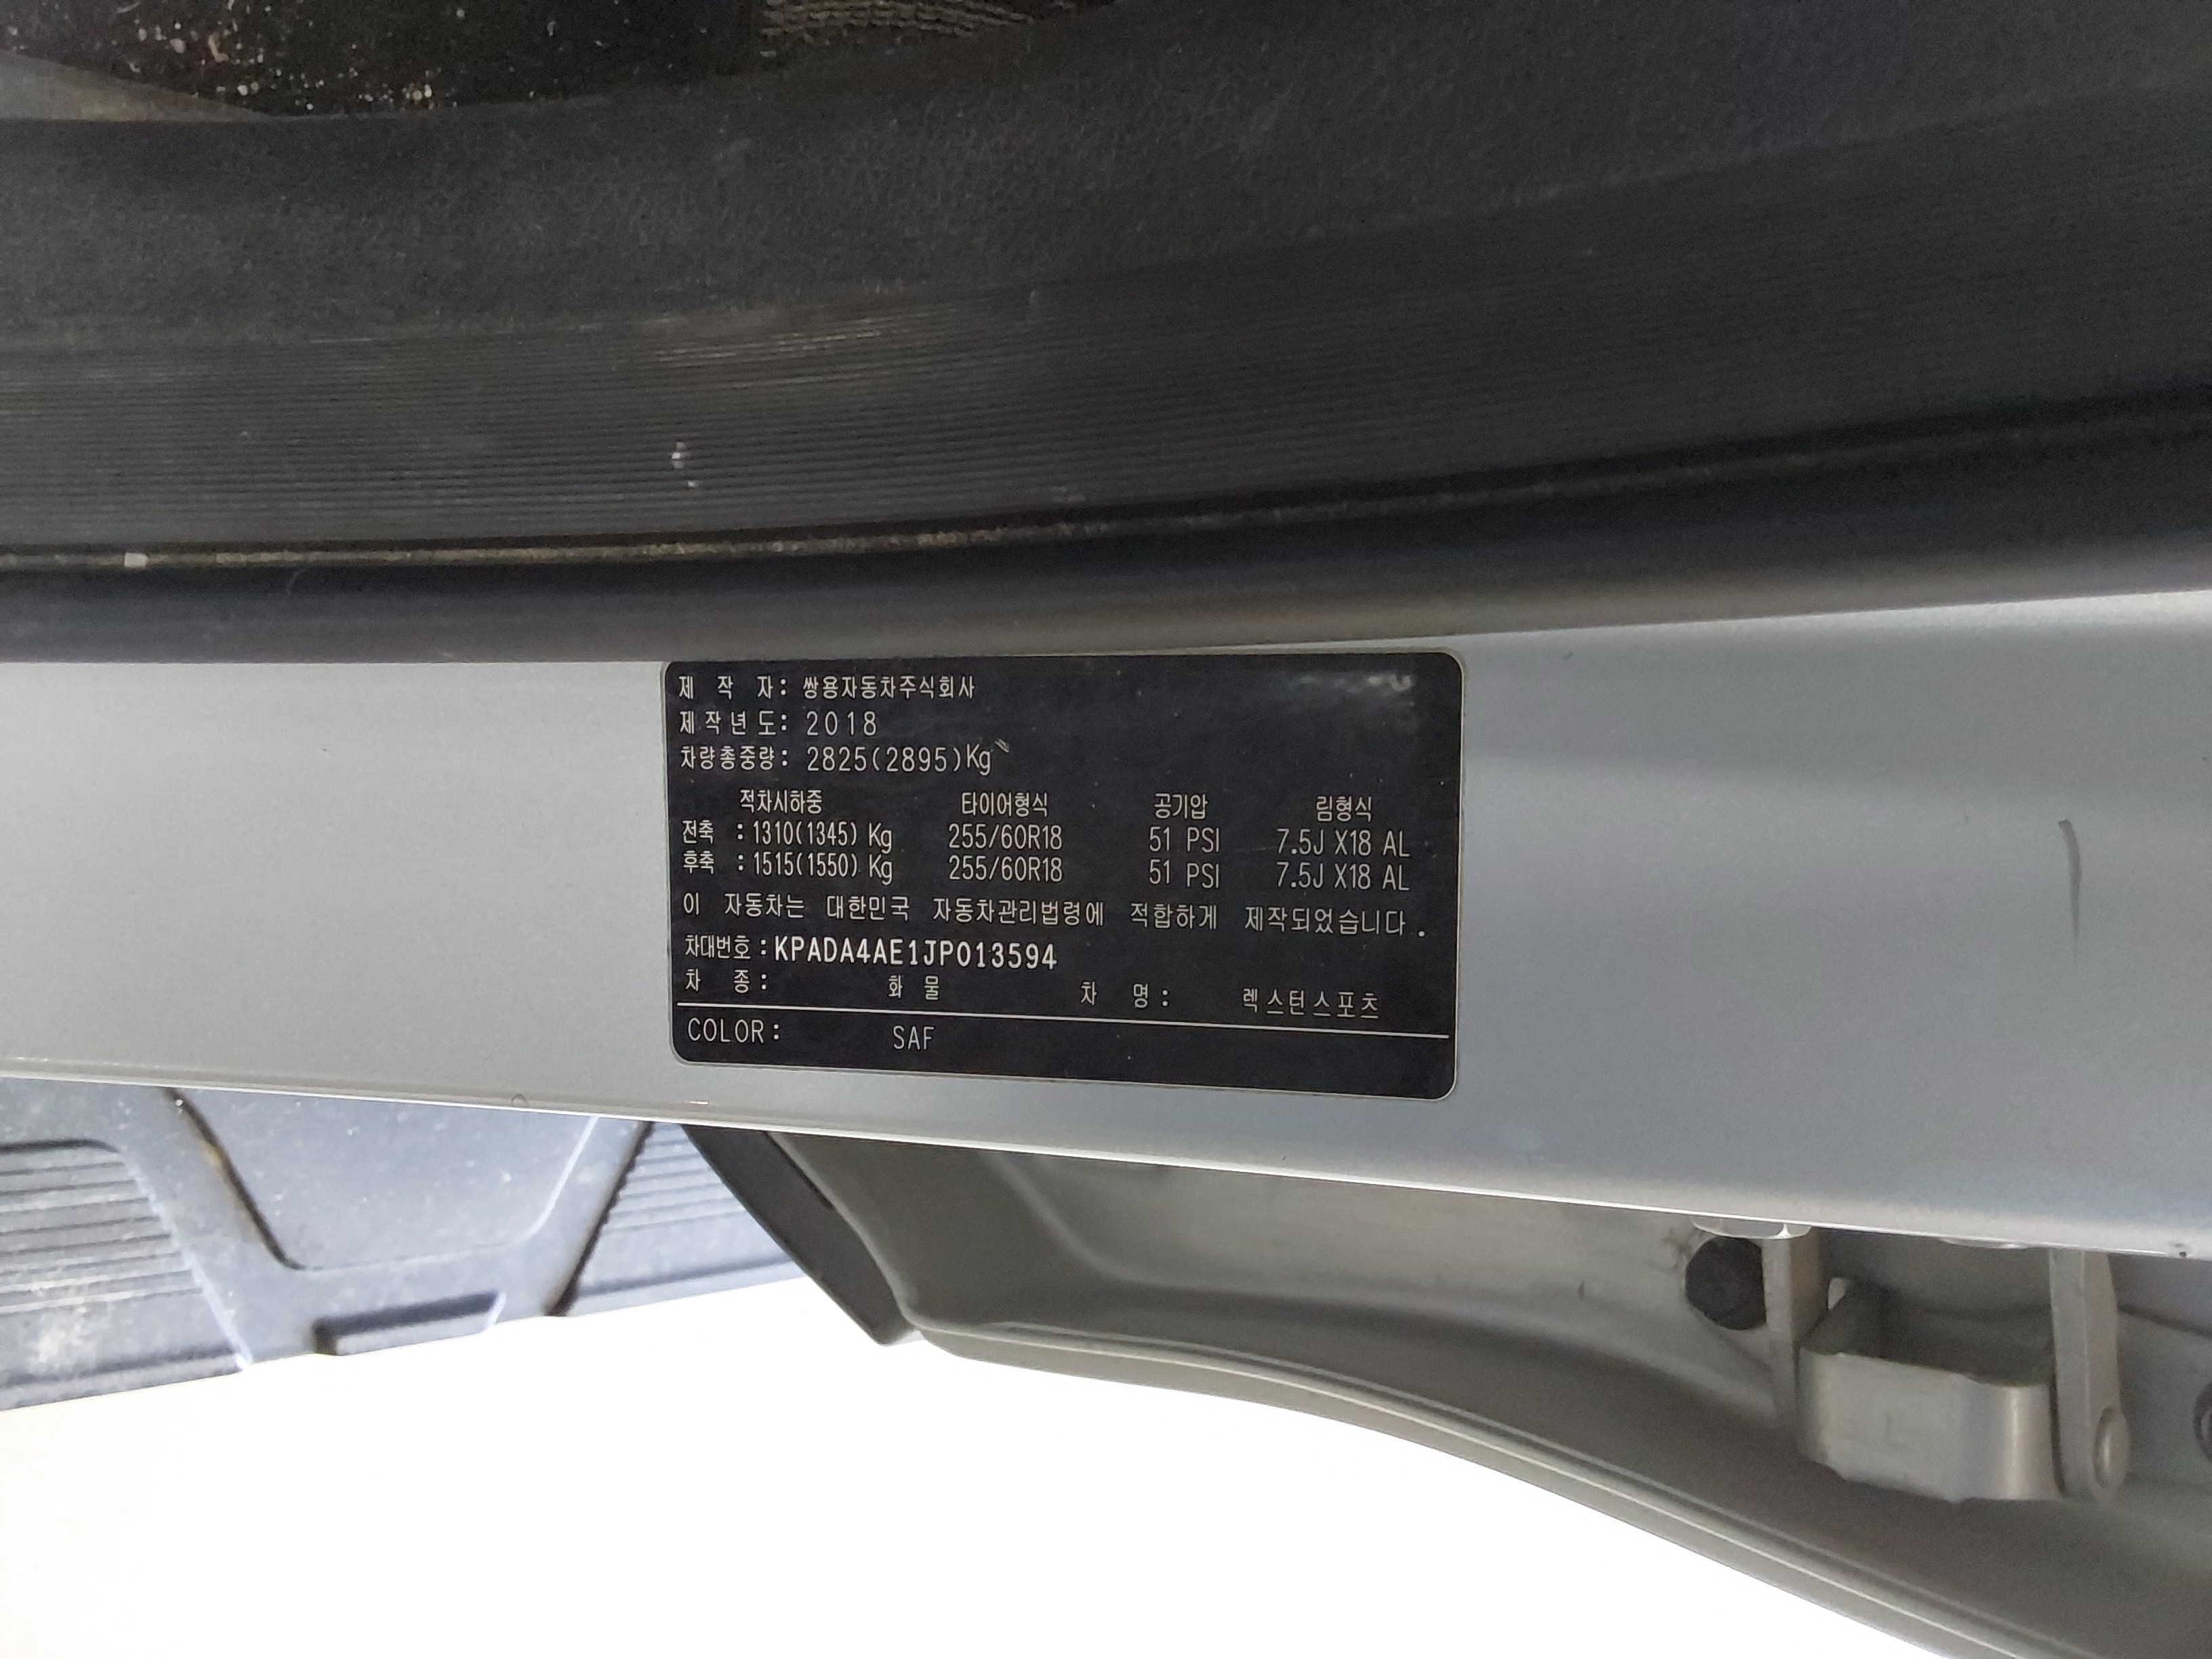 제 작 자: 쌍용자동차주식회사
제작년도: 2018
차량총중량: 2825(2895)Kg
적차시하중 타이어형식 공기압 림형식
전축 : 1310(1345) Kg 255/60R18 51 PSI 7.5J X18 AL
후축 : 1515(1550) Kg 255/60R18 51 PSI 7.5J X18 AL
이 자동차는 대한민국 자동차관리법령에 적합하게 제작되었습니다.
차대번호 : KPADA4AE1JP013594
차 종 : 화 물 차 명 : 렉스턴스포츠
COLOR: SAF